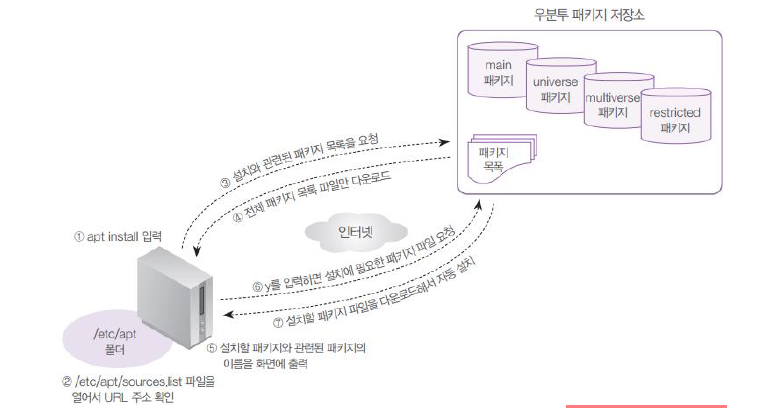 우분투 패키지 저장소
main
패키지
universe
패키지
multiverse
패키지
restricted
패키지
패키지
목록
③ 설치와 관련된 패키지 목록을 요청
④ 전체 패키지 목록 파일만 다운로드
① apt install 입력
인터넷
⑥ y를 입력하면 설치에 필요한 패키지 파일 요청
⑦ 설치할 패키지 파일을 다운로드해서 자동 설치
/etc/apt
폴더
⑤ 설치할 패키지와 관련된 패키지의
이름을 화면에 출력
② /etc/apt/sources.list 파일을
열어서 URL 주소 확인